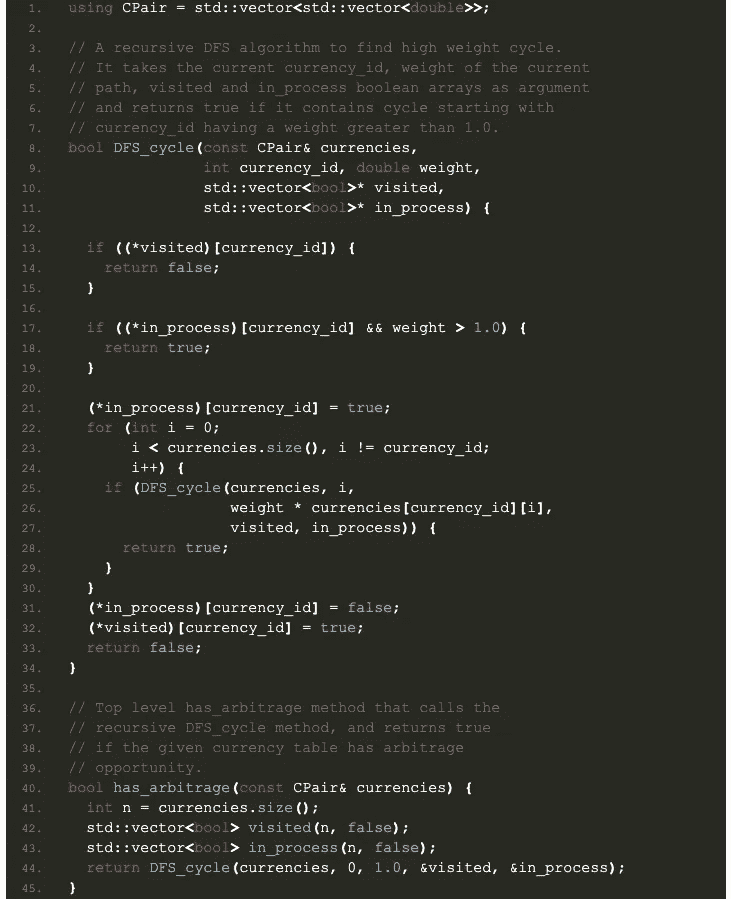 1. using CPair = std::vector<std::vector<double>>;
2.
3. // A recursive DFS algorithm to find high weight cycle.
4. // It takes the current currency_id, weight of the current
5. // path, visited and in_process boolean arrays as argument
6. // and returns true if it contains cycle starting with
7. // currency_id having a weight greater than 1.0.
8. bool DFS_cycle(const CPair& currencies,
9. int currency_id, double weight,
10. std::vector<bool>* visited,
11. std::vector<bool>* in_process) {
12.
13. if ((*visited)[currency_id]) {
14. return false;
15. }
16.
17. if ((*in_process)[currency_id] && weight > 1.0) {
18. return true;
19. }
20.
21. (*in_process)[currency_id] = true;
22. for (int i = 0;
23. i < currencies.size(), i != currency_id;
24. i++) {
25. if (DFS_cycle(currencies, i,
26. weight * currencies[currency_id][i],
27. visited, in_process)) {
28. return true;
29. }
30. }
31. (*in_process)[currency_id] = false;
32. (*visited)[currency_id] = true;
33. return false;
34. }
35.
36. // Top level has_arbitrage method that calls the
37. // recursive DFS_cycle method, and returns true
38. // if the given currency table has arbitrage
39. // opportunity.
40. bool has_arbitrage(const CPair& currencies) {
41. int n = currencies.size();
42. std::vector<bool> visited(n, false);
43. std::vector<bool> in_process(n, false);
44. return DFS_cycle(currencies, 0, 1.0, &visited, &in_process);
45. }